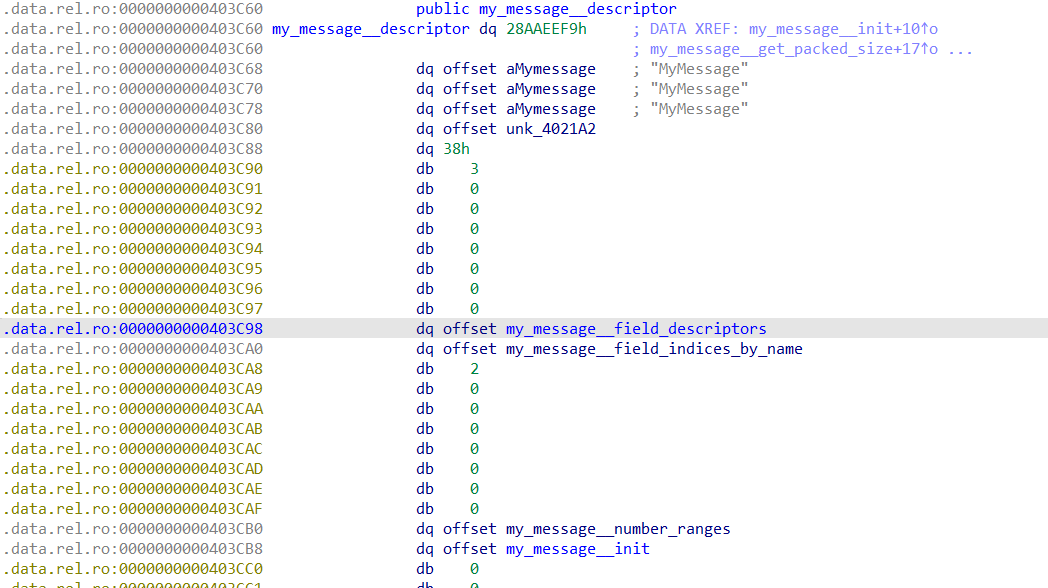 .data.rel.ro:0000000000403C60 public my_message__descriptor
.data.rel.ro:0000000000403C60 my_message__descriptor dq 28AAEEF9h ; DATA XREF: my_message__init+10↑o
.data.rel.ro:0000000000403C60 ; my_message__get_packed_size+17↑o ...
.data.rel.ro:0000000000403C68 dq offset aMymessage ; "MyMessage"
.data.rel.ro:0000000000403C70 dq offset aMymessage ; "MyMessage"
.data.rel.ro:0000000000403C78 dq offset aMymessage ; "MyMessage"
.data.rel.ro:0000000000403C80 dq offset unk_4021A2
.data.rel.ro:0000000000403C88 dq 38h
.data.rel.ro:0000000000403C90 db 3
.data.rel.ro:0000000000403C91 db 0
.data.rel.ro:0000000000403C92 db 0
.data.rel.ro:0000000000403C93 db 0
.data.rel.ro:0000000000403C94 db 0
.data.rel.ro:0000000000403C95 db 0
.data.rel.ro:0000000000403C96 db 0
.data.rel.ro:0000000000403C97 db 0
.data.rel.ro:0000000000403C98 dq offset my_message__field_descriptors
.data.rel.ro:0000000000403CA0 dq offset my_message__field_indices_by_name
.data.rel.ro:0000000000403CA8 db 2
.data.rel.ro:0000000000403CA9 db 0
.data.rel.ro:0000000000403CAA db 0
.data.rel.ro:0000000000403CAB db 0
.data.rel.ro:0000000000403CAC db 0
.data.rel.ro:0000000000403CAD db 0
.data.rel.ro:0000000000403CAE db 0
.data.rel.ro:0000000000403CAF db 0
.data.rel.ro:0000000000403CB0 dq offset my_message__number_ranges
.data.rel.ro:0000000000403CB8 dq offset my_message__init
.data.rel.ro:0000000000403CC0 db 0